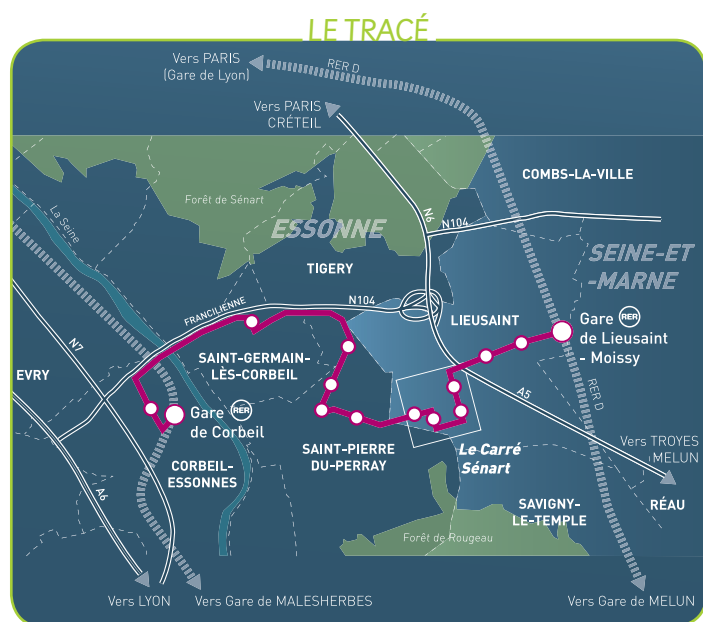 LE TRACÉ
Vers PARIS
(Gare de Lyon)
RER D
Vers PARIS
CRÉTEIL
COMBS-LA-VILLE
Forêt de Sénart
La Seine
N6
N104
ESSONNE
SEINE-ET
-MARNE
TIGERY
FRANCILIENNE
N104
LIEUSAINT
Gare RER
de Lieusaint
- Moissy
N7
EVRY
SAINT-GERMAIN-
LÈS-CORBEIL
RER D
A5
Gare RER
de Corbeil
Vers TROYES
MELUN
SAINT-PIERRE
DU-PERRAY
Le Carré
Sénart
CORBEIL-
ESSONNES
A6
RÉAU
SAVIGNY-
LE-TEMPLE
Forêt de Rougeau
Vers LYON
Vers Gare de MALESHERBES
Vers Gare de MELUN